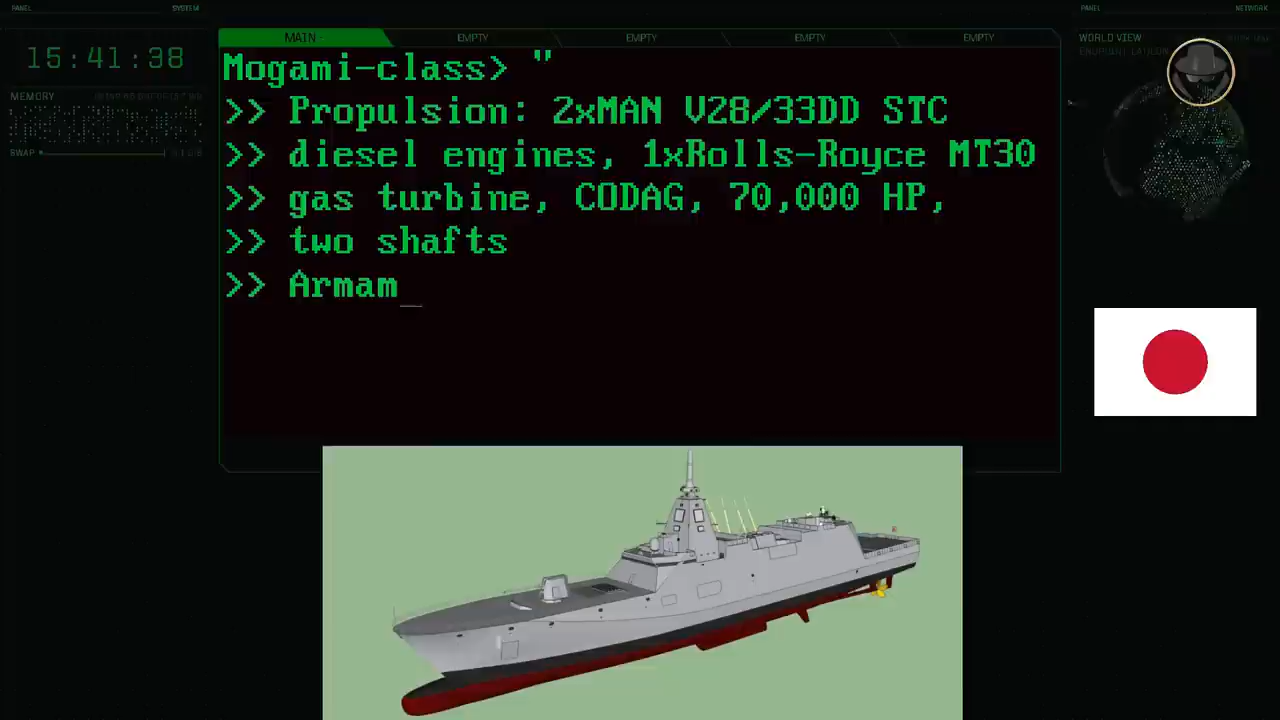 PANEL
SYSTEM
PANEL
NETWORK
15:41:38
MAIN -
EMPTY
EMPTY
EMPTY
EMPTY
WORLD VIEW
MEMORY
SWAP
Mogami-class> "
>> Propulsion: 2xMAN V28/33DD STC
>> diesel engines, 1xRolls-Royce MT30
>> gas turbine, CODAG, 70,000 HP,
>> two shafts
>> Armam_